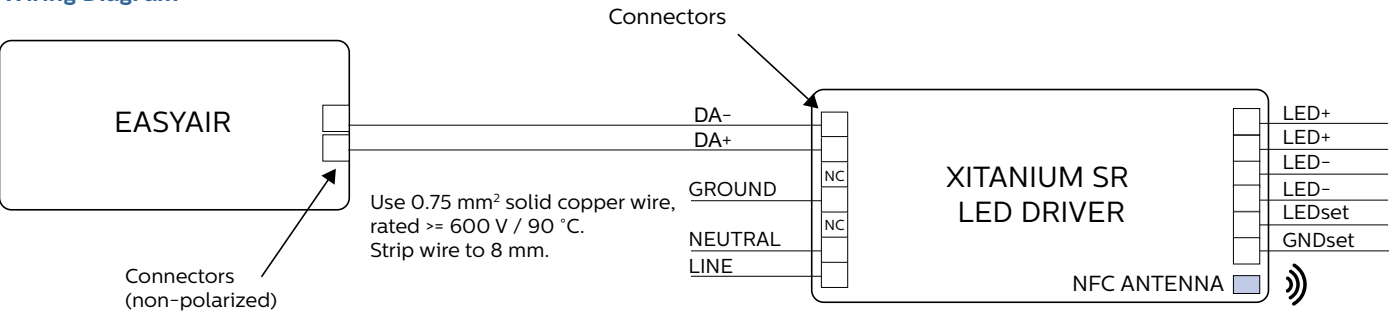 Wiring Diagram
Connectors
EASYAIR
DA-
DA+
NC
GROUND
NC
NEUTRAL
LINE
Use 0.75 mm² solid copper wire,
rated >= 600 V / 90 ˚C.
Strip wire to 8 mm.
Connectors
(non-polarized)
XITANIUM SR
LED DRIVER
NFC ANTENNA
LED+
LED+
LED-
LED-
LEDset
GNDset